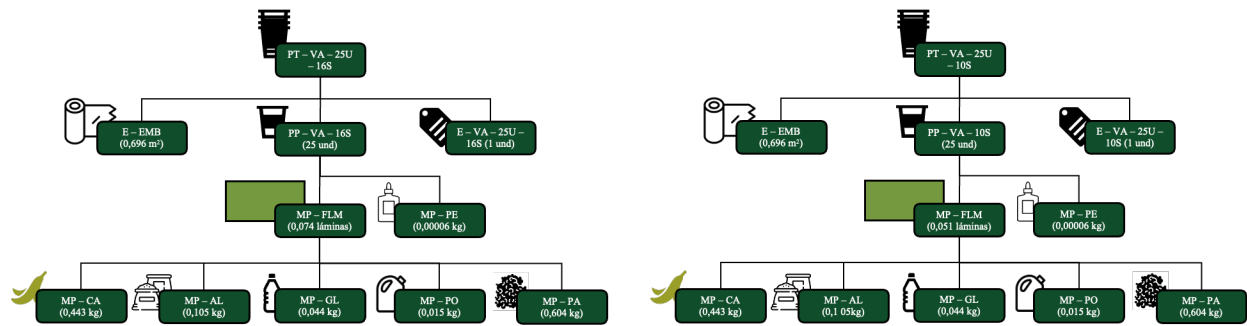 PT – VA – 25U
– 16S
E – EMB
(0,696 m²)
PP – VA – 16S
(25 und)
E – VA – 25U –
16S (1 und)
MP – FLM
(0,074 láminas)
MP – PE
(0,00006 kg)
MP – CA
(0,443 kg)
MP – AL
(0,105 kg)
MP – GL
(0,044 kg)
MP – PO
(0,015 kg)
MP – PA
(0,604 kg)
PT – VA – 25U
– 10S
E – EMB
(0,696 m²)
PP – VA – 10S
(25 und)
E – VA – 25U –
10S (1 und)
MP – FLM
(0,051 láminas)
MP – PE
(0,00006 kg)
MP – CA
(0,443 kg)
MP – AL
(0,1 05kg)
MP – GL
(0,044 kg)
MP – PO
(0,015 kg)
MP – PA
(0,604 kg)